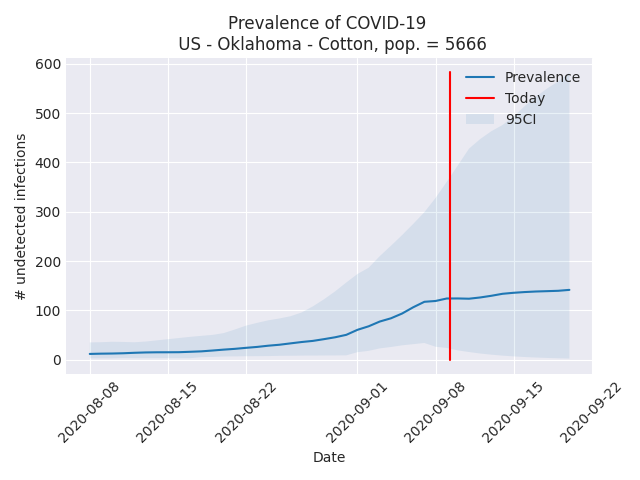 Prevalence of COVID-19
US - Oklahoma - Cotton, pop. = 5666
# undetected infections
600
500
400
300
200
100
0
Prevalence
Today
95CI
2020-08-08
2020-08-15
2020-08-22
2020-09-01
2020-09-08
2020-09-15
2020-09-22
Date